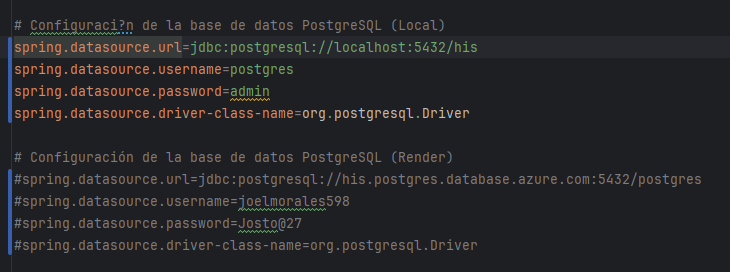 # Configuraci?n de la base de datos PostgreSQL (Local)
spring.datasource.url=jdbc:postgresql://localhost:5432/his
spring.datasource.username=postgres
spring.datasource.password=admin
spring.datasource.driver-class-name=org.postgresql.Driver
# Configuración de la base de datos PostgreSQL (Render)
#spring.datasource.url=jdbc:postgresql://his.postgres.database.azure.com:5432/postgres
#spring.datasource.username=joelmorales598
#spring.datasource.password=Josto@27
#spring.datasource.driver-class-name=org.postgresql.Driver